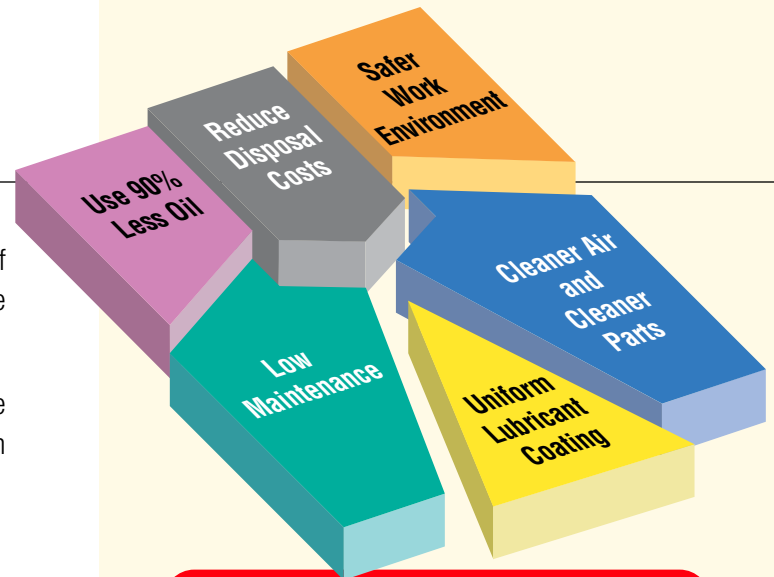 Safer
Work
Environment
Reduce
Disposal
Costs
Use 90%
Less Oil
Cleaner Air
and
Cleaner
Parts
Low
Maintenance
Uniform
Lubricant
Coating